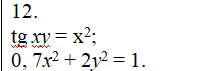 12.
tg xy = x²;
0, 7x² + 2y² = 1.